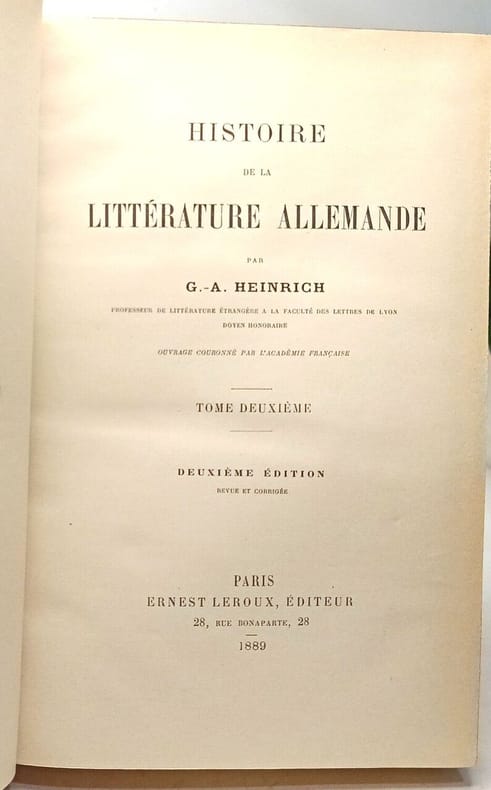 HISTOIRE
DE LA
LITTÉRATURE ALLEMANDE
PAR
G.-A. HEINRICH
PROFESSEUR DE LITTÉRATURE ÉTRANGÈRE A LA FACULTÉ DES LETTRES DE LYON
DOYEN HONORAIRE
OUVRAGE COURONNÉ PAR L'ACADÉMIE FRANÇAISE
TOME DEUXIÈME
DEUXIÈME ÉDITION
REVUE ET CORRIGÉE
PARIS
ERNEST LEROUX, ÉDITEUR
28, RUE BONAPARTE, 28
1889